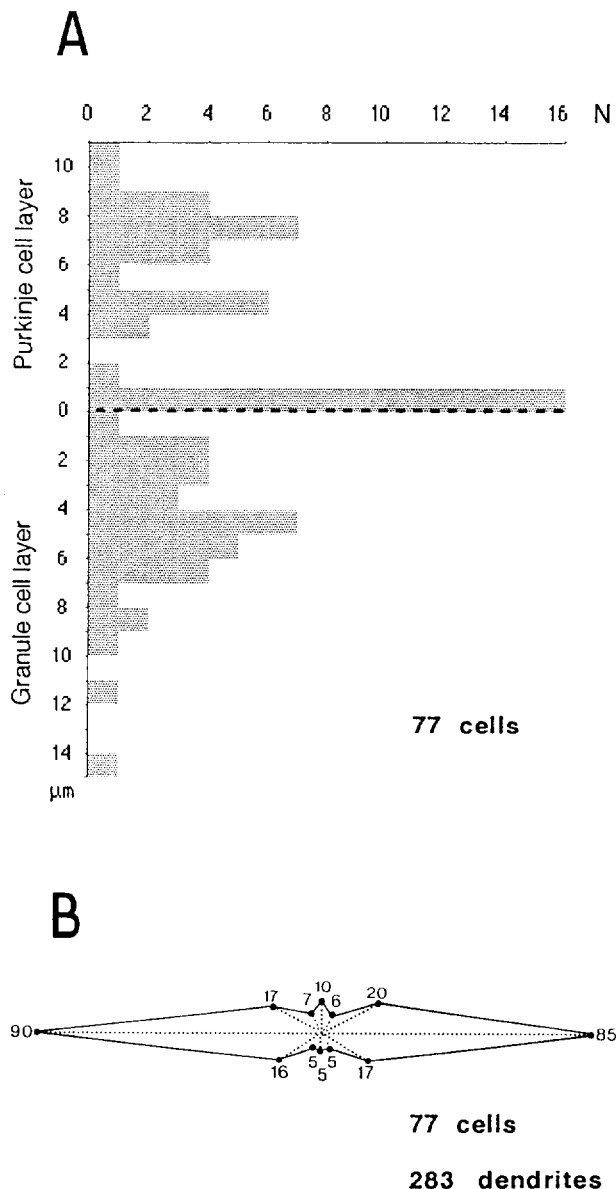 A
0 2 4 6 8 10 12 14 16 N
Purkinje cell layer
10
8
6
4
2
0
Granule cell layer
2
4
6
8
10
12
14
µm
77 cells
B
10
17 7 6 20
90 85
16 5 5 5 17
77 cells
283 dendrites